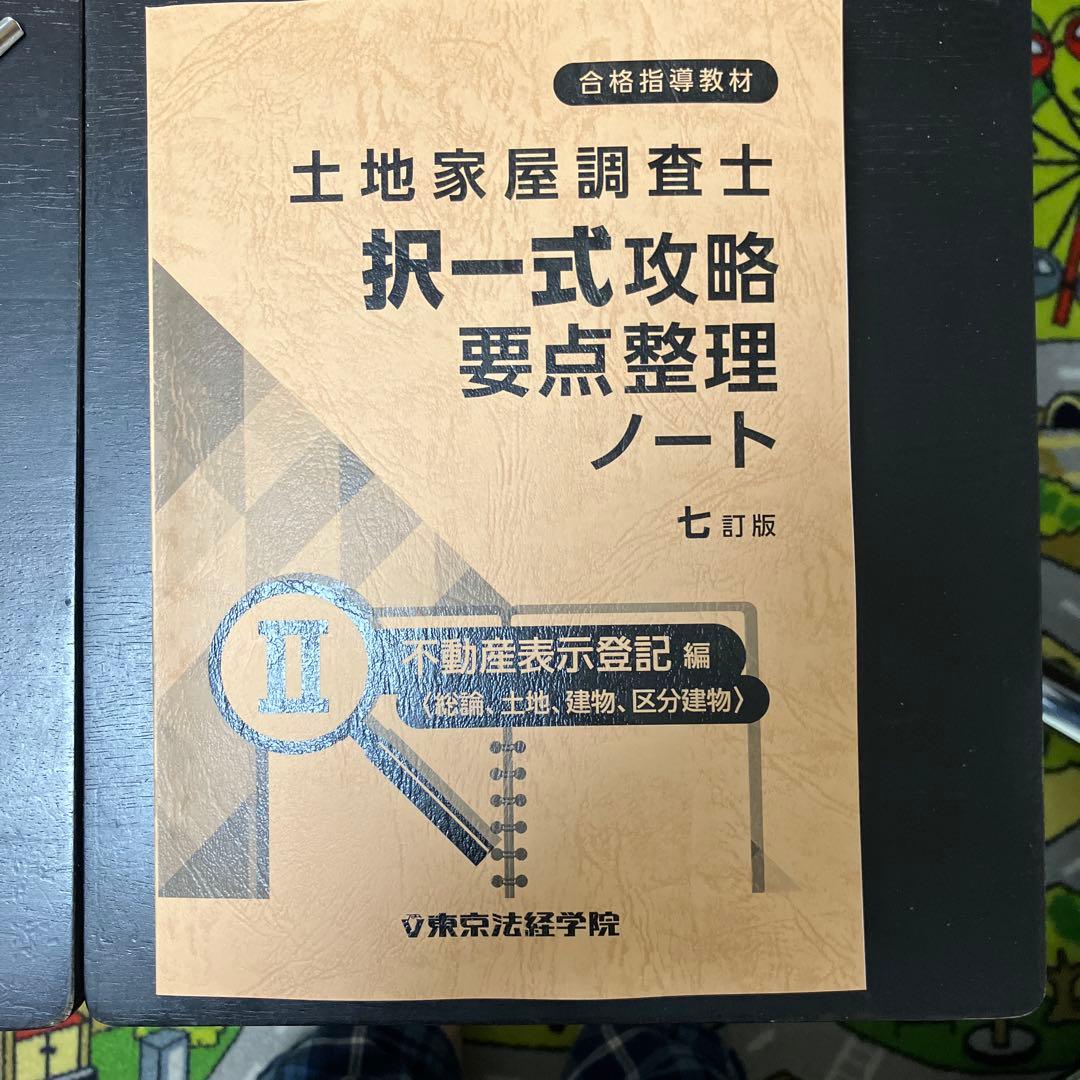 合格指導教材
土地家屋調査士
択一式攻略
要点整理
ノート
七訂版
II
不動産表示登記 編
〈総論、土地、建物、区分建物〉
東京法経学院